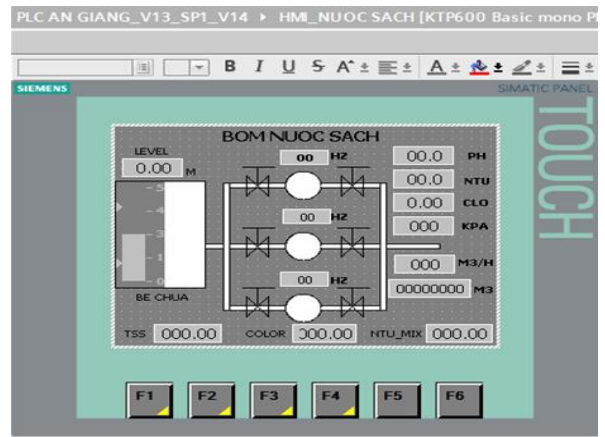 PLC AN GIANG_V13_SP1_V14 ▸ HMI_NUOC SACH [KTP600 Basic mono P
B I U S A A
SIEMENS
SIMATIC PANEL
TOUCH
BOM NUOC SACH
LEVEL
0.00 M
00 HZ
00.0 PH
00.0 NTU
0.00 CLO
000 KPA
00 HZ
000 M3/H
00000000 M3
00 HZ
5
4
3
1
0
BE CHUA
TSS 000.00 COLOR 000.00 NTU_MIX 000.00
F1 F2 F3 F4 F5 F6